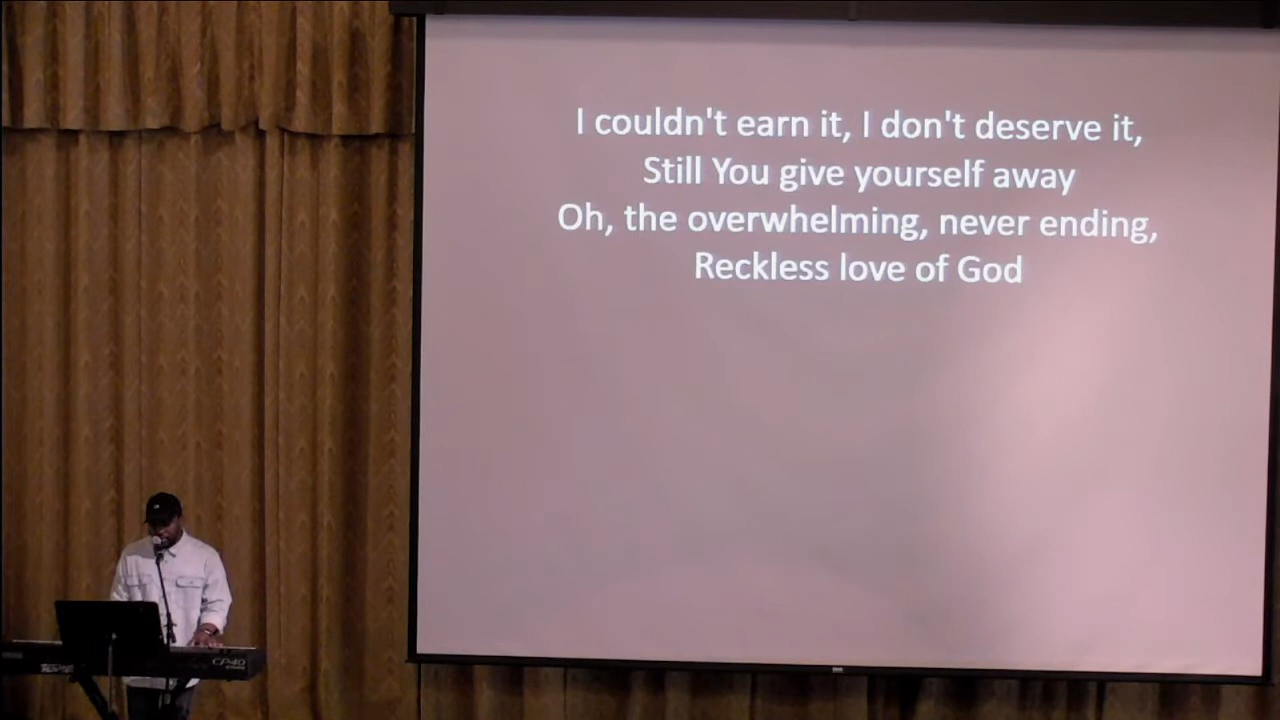 I couldn't earn it, I don't deserve it,
Still You give yourself away
Oh, the overwhelming, never ending,
Reckless love of God
CP40